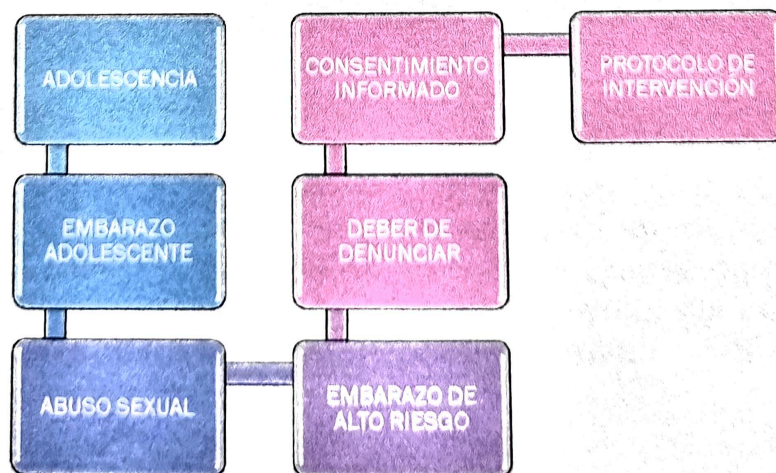 ADOLESCENCIA
EMBARAZO
ADOLESCENTE
ABUSO SEXUAL
EMBARAZO DE
ALTO RIESGO
DEBER DE
DENUNCIAR
CONSENTIMIENTO
INFORMADO
PROTOCOLO DE
INTERVENCIÓN